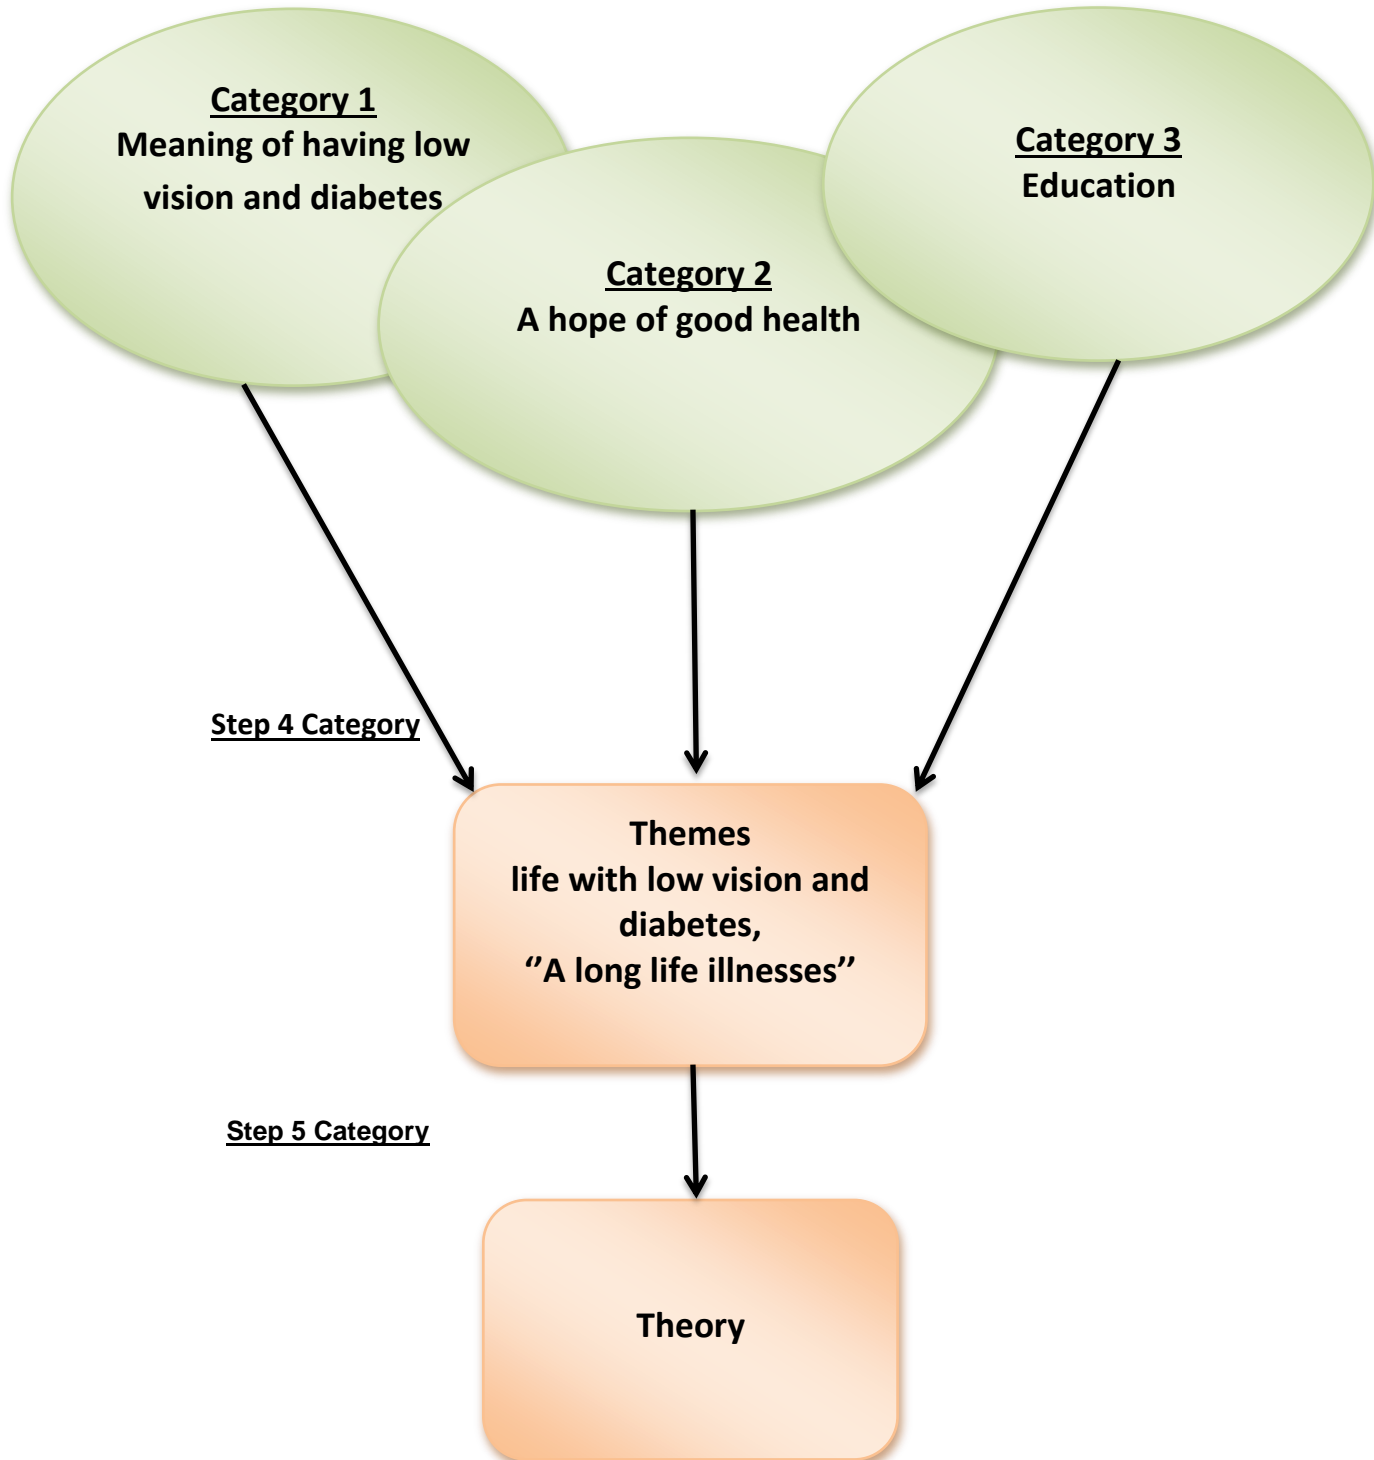 Category 1
Meaning of having low
vision and diabetes
Category 2
A hope of good health
Category 3
Education
Step 4 Category
Themes
life with low vision and
diabetes,
‘’A long life illnesses’’
Step 5 Category
Theory